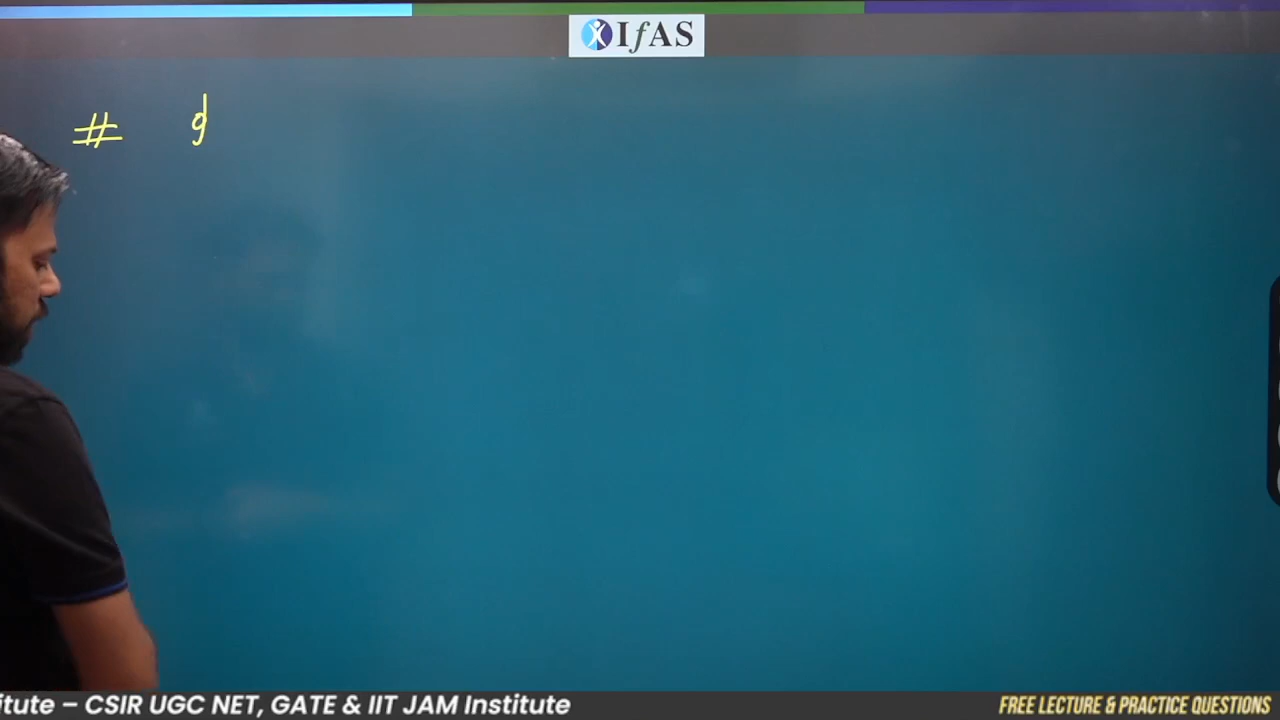 IfAS
# g
itute – CSIR UGC NET, GATE & IIT JAM Institute
FREE LECTURE & PRACTICE QUESTIONS